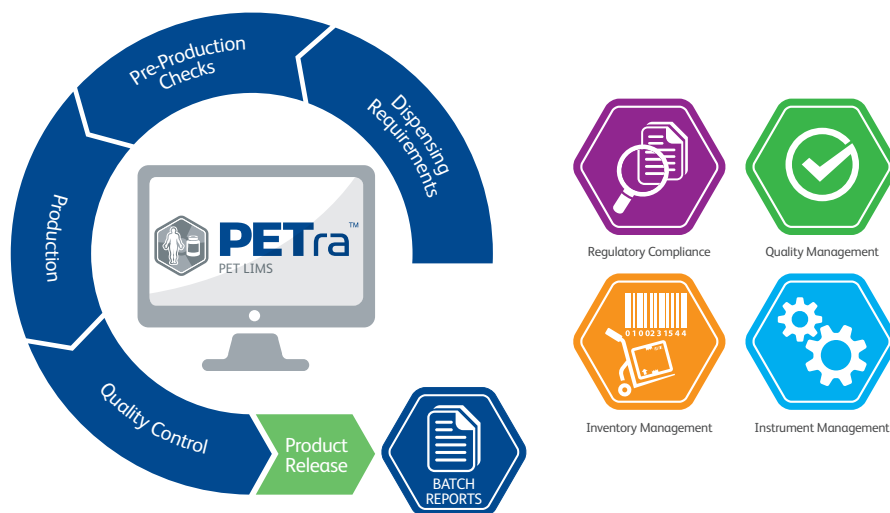 Pre-Production
Checks
Dispensing
Requirements
Production
PETra™
PET LIMS
Quality Control
Product
Release
BATCH
REPORTS
Regulatory Compliance
Quality Management
0100231544
Inventory Management
Instrument Management